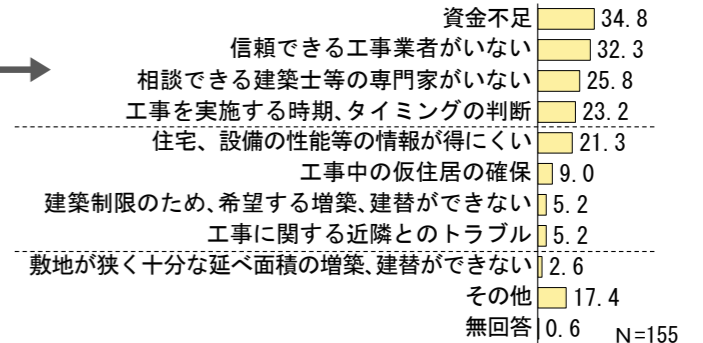 資金不足 34.8
信頼できる工事業者がいない 32.3
相談できる建築士等の専門家がいない 25.8
工事を実施する時期、タイミングの判断 23.2
住宅、設備の性能等の情報が得にくい 21.3
工事中の仮住居の確保 9.0
建築制限のため、希望する増築、建替ができない 5.2
工事に関する近隣とのトラブル 5.2
敷地が狭く十分な延べ面積の増築、建替ができない 2.6
その他 17.4
無回答 0.6
N=155